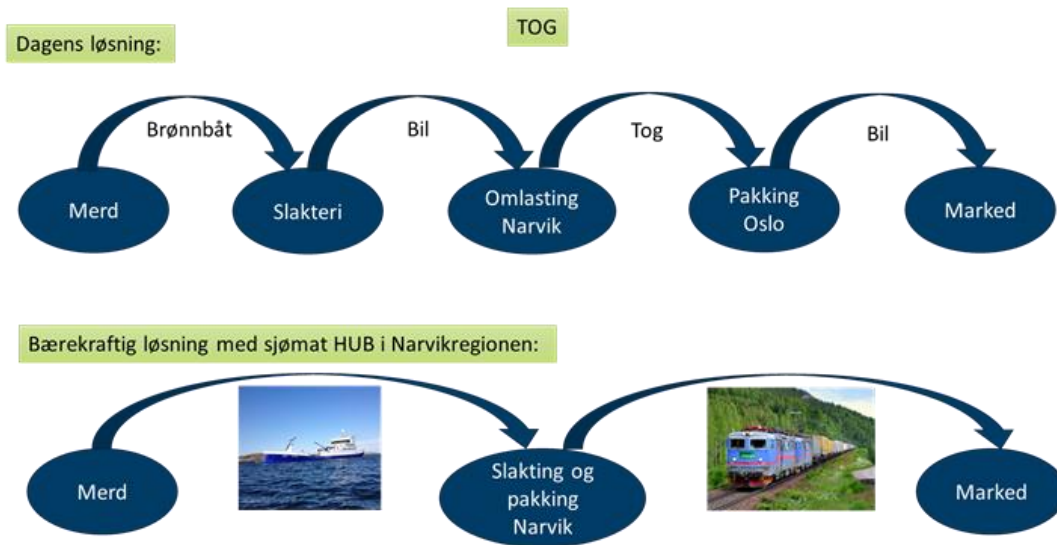 TOG
Dagens løsning:
Brønnbåt
Bil
Tog
Bil
Merd
Slakteri
Omlasting
Narvik
Pakking
Oslo
Marked
Bærekraftig løsning med sjømat HUB i Narvikregionen:
Merd
Slakting og
pakking
Narvik
Marked